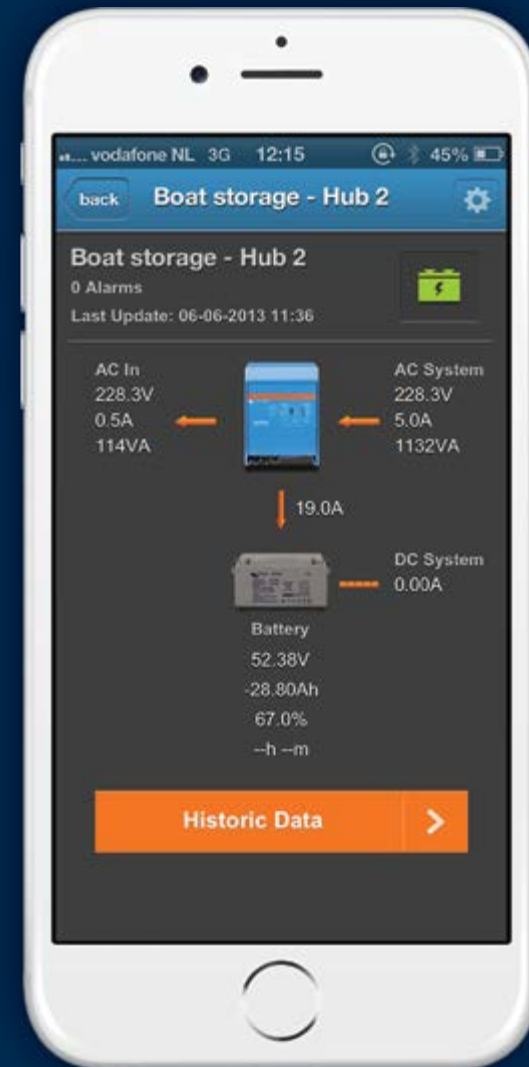 vodafone NL 3G 12:15 45%
back Boat storage - Hub 2
Boat storage - Hub 2
0 Alarms
Last Update: 06-06-2013 11:36
AC In
228.3V
0.5A
114VA
AC System
228.3V
5.0A
1132VA
19.0A
DC System
0.00A
Battery
52.38V
-28.80Ah
67.0%
--h --m
Historic Data